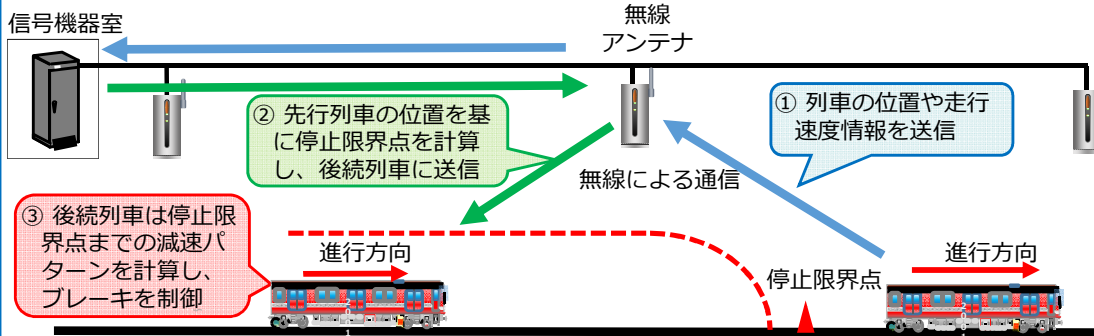 信号機器室
無線
アンテナ
② 先行列車の位置を基
に停止限界点を計算
し、後続列車に送信
① 列車の位置や走行
速度情報を送信
無線による通信
③ 後続列車は停止限
界点までの減速パ
ターンを計算し、
ブレーキを制御
進行方向
停止限界点
進行方向